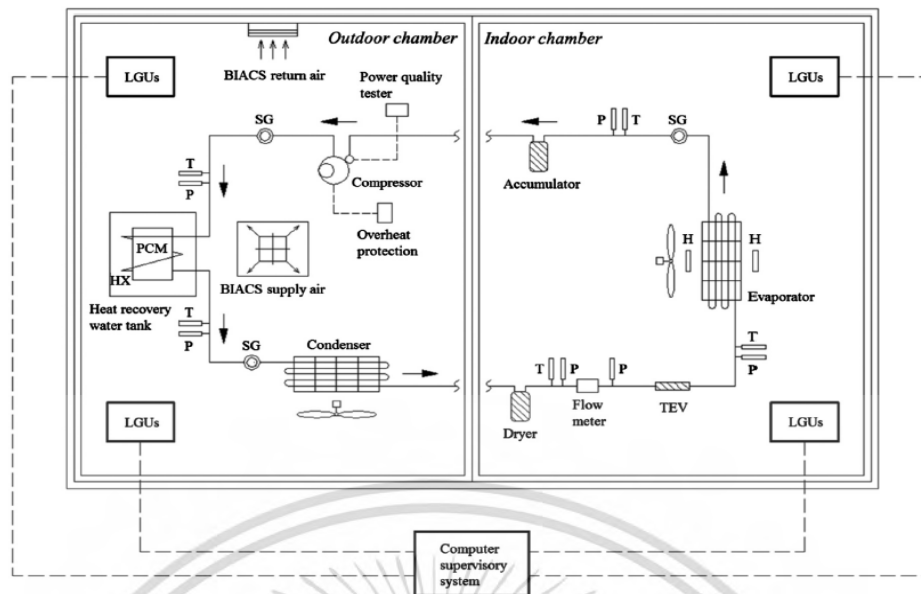 Outdoor chamber
Indoor chamber
LGUs
BIACS return air
Power quality
tester
LGUs
SG
P
T
SG
Compressor
Accumulator
T
P
Overheat
protection
PCM
HX
BIACS supply air
H
H
Evaporator
Heat recovery
water tank
T
P
SG
Condenser
T
P
T
P
P
Flow
meter
TEV
Dryer
LGUs
LGUs
Computer
supervisory
system